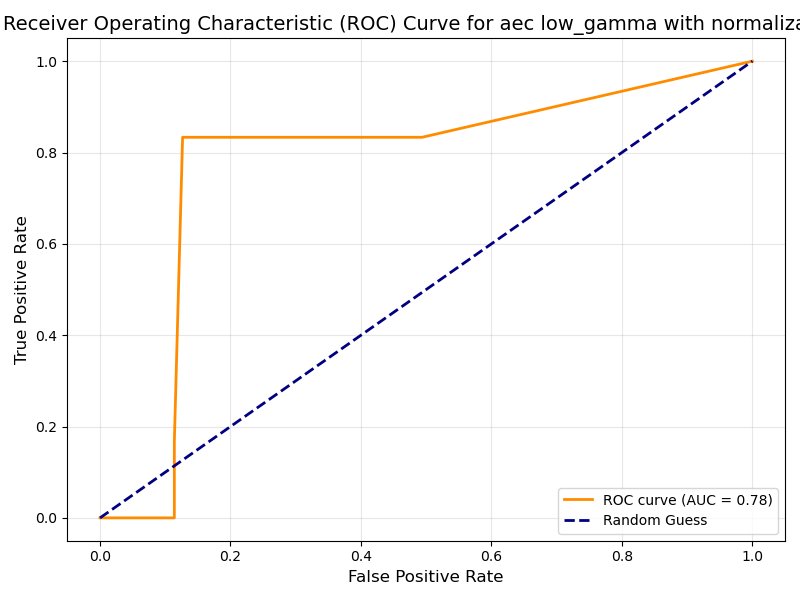 Receiver Operating Characteristic (ROC) Curve for aec low_gamma with normaliza
1.0
0.8
0.6
0.4
0.2
0.0
True Positive Rate
0.0 0.2 0.4 0.6 0.8 1.0
False Positive Rate
ROC curve (AUC = 0.78)
Random Guess